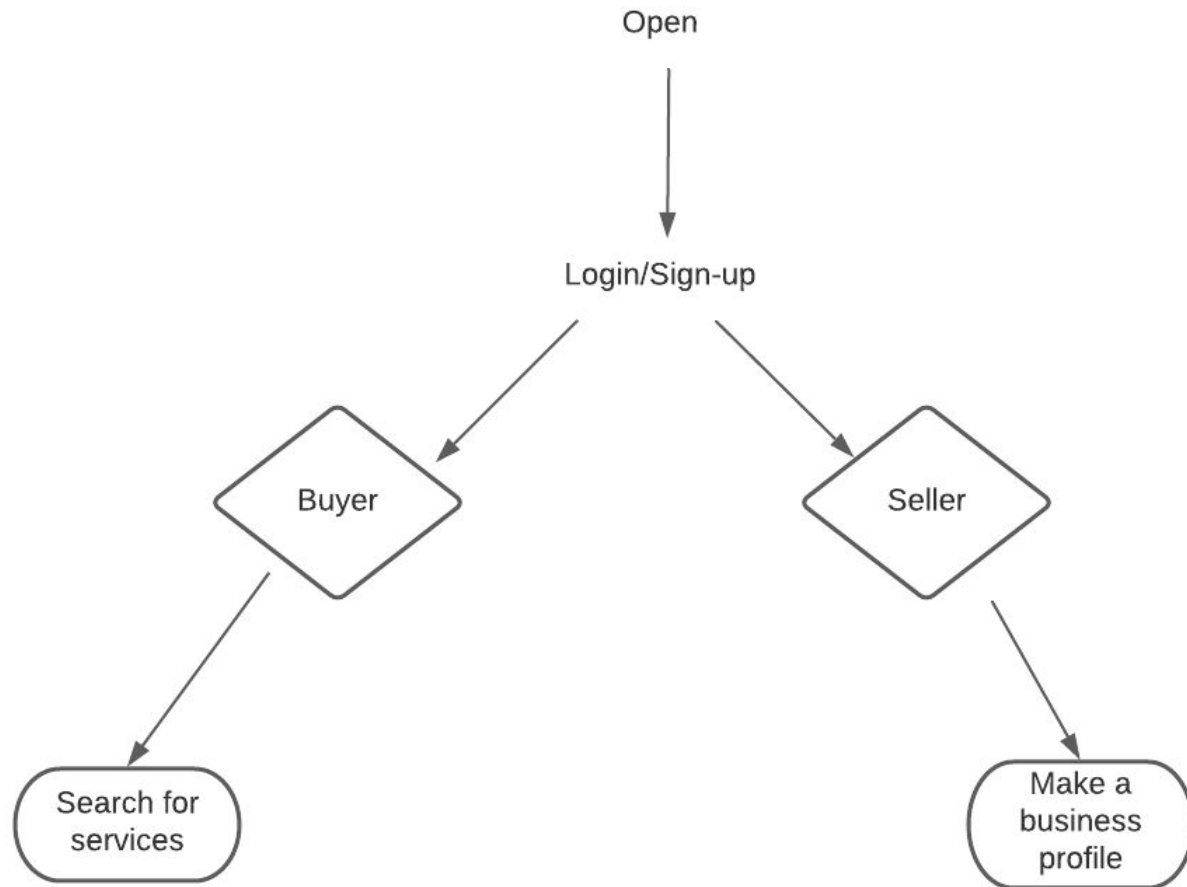 Open
Login/Sign-up
Buyer
Seller
Search for
services
Make a
business
profile